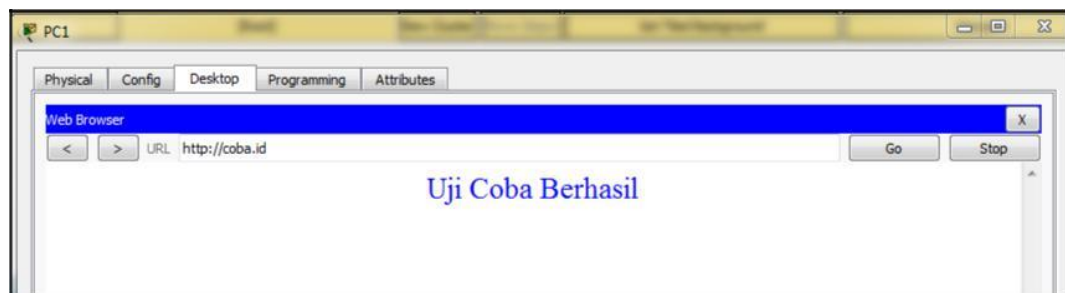 PC1
Physical Config Desktop Programming Attributes
Web Browser X
< > URL http://coba.id Go Stop
Uji Coba Berhasil